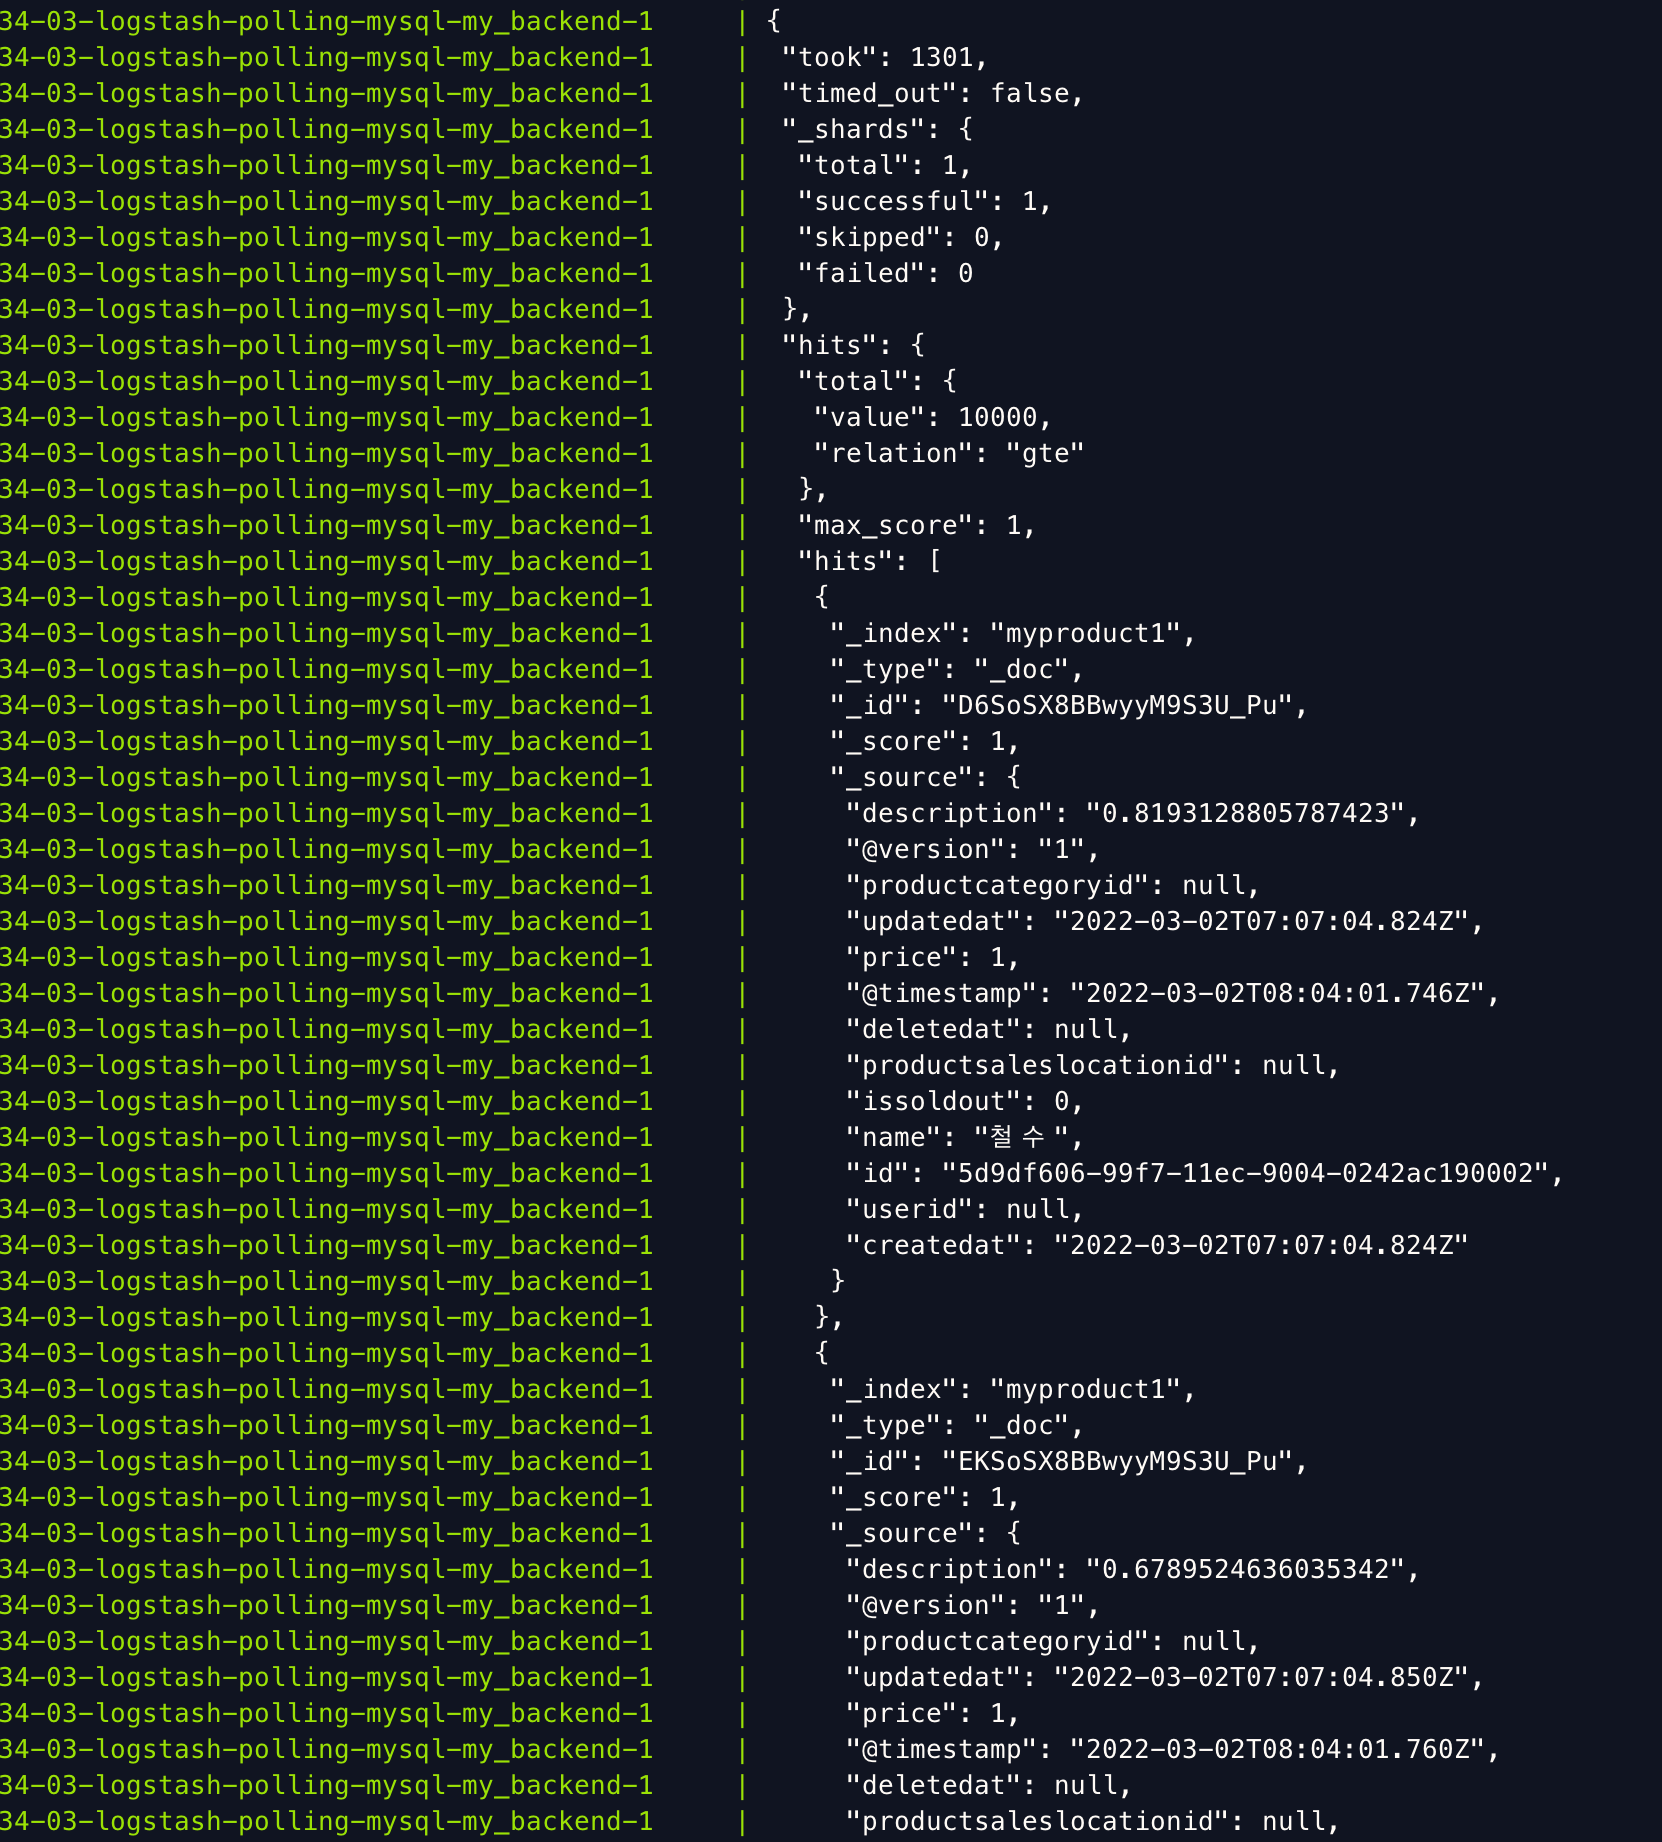 34-03-logstash-polling-mysql-my_backend-1 | {
34-03-logstash-polling-mysql-my_backend-1 | "took": 1301,
34-03-logstash-polling-mysql-my_backend-1 | "timed_out": false,
34-03-logstash-polling-mysql-my_backend-1 | "_shards": {
34-03-logstash-polling-mysql-my_backend-1 | "total": 1,
34-03-logstash-polling-mysql-my_backend-1 | "successful": 1,
34-03-logstash-polling-mysql-my_backend-1 | "skipped": 0,
34-03-logstash-polling-mysql-my_backend-1 | "failed": 0
34-03-logstash-polling-mysql-my_backend-1 | },
34-03-logstash-polling-mysql-my_backend-1 | "hits": {
34-03-logstash-polling-mysql-my_backend-1 | "total": {
34-03-logstash-polling-mysql-my_backend-1 | "value": 10000,
34-03-logstash-polling-mysql-my_backend-1 | "relation": "gte"
34-03-logstash-polling-mysql-my_backend-1 | },
34-03-logstash-polling-mysql-my_backend-1 | "max_score": 1,
34-03-logstash-polling-mysql-my_backend-1 | "hits": [
34-03-logstash-polling-mysql-my_backend-1 | {
34-03-logstash-polling-mysql-my_backend-1 | "_index": "myproduct1",
34-03-logstash-polling-mysql-my_backend-1 | "_type": "_doc",
34-03-logstash-polling-mysql-my_backend-1 | "_id": "D6SoSX8BBwyyM9S3U_Pu",
34-03-logstash-polling-mysql-my_backend-1 | "_score": 1,
34-03-logstash-polling-mysql-my_backend-1 | "_source": {
34-03-logstash-polling-mysql-my_backend-1 | "description": "0.8193128805787423",
34-03-logstash-polling-mysql-my_backend-1 | "@version": "1",
34-03-logstash-polling-mysql-my_backend-1 | "productcategoryid": null,
34-03-logstash-polling-mysql-my_backend-1 | "updatedat": "2022-03-02T07:07:04.824Z",
34-03-logstash-polling-mysql-my_backend-1 | "price": 1,
34-03-logstash-polling-mysql-my_backend-1 | "@timestamp": "2022-03-02T08:04:01.746Z",
34-03-logstash-polling-mysql-my_backend-1 | "deletedat": null,
34-03-logstash-polling-mysql-my_backend-1 | "productsaleslocationid": null,
34-03-logstash-polling-mysql-my_backend-1 | "issoldout": 0,
34-03-logstash-polling-mysql-my_backend-1 | "name": "철수",
34-03-logstash-polling-mysql-my_backend-1 | "id": "5d9df606-99f7-11ec-9004-0242ac190002",
34-03-logstash-polling-mysql-my_backend-1 | "userid": null,
34-03-logstash-polling-mysql-my_backend-1 | "createdat": "2022-03-02T07:07:04.824Z"
34-03-logstash-polling-mysql-my_backend-1 | }
34-03-logstash-polling-mysql-my_backend-1 | },
34-03-logstash-polling-mysql-my_backend-1 | {
34-03-logstash-polling-mysql-my_backend-1 | "_index": "myproduct1",
34-03-logstash-polling-mysql-my_backend-1 | "_type": "_doc",
34-03-logstash-polling-mysql-my_backend-1 | "_id": "EKSoSX8BBwyyM9S3U_Pu",
34-03-logstash-polling-mysql-my_backend-1 | "_score": 1,
34-03-logstash-polling-mysql-my_backend-1 | "_source": {
34-03-logstash-polling-mysql-my_backend-1 | "description": "0.6789524636035342",
34-03-logstash-polling-mysql-my_backend-1 | "@version": "1",
34-03-logstash-polling-mysql-my_backend-1 | "productcategoryid": null,
34-03-logstash-polling-mysql-my_backend-1 | "updatedat": "2022-03-02T07:07:04.850Z",
34-03-logstash-polling-mysql-my_backend-1 | "price": 1,
34-03-logstash-polling-mysql-my_backend-1 | "@timestamp": "2022-03-02T08:04:01.760Z",
34-03-logstash-polling-mysql-my_backend-1 | "deletedat": null,
34-03-logstash-polling-mysql-my_backend-1 | "productsaleslocationid": null,